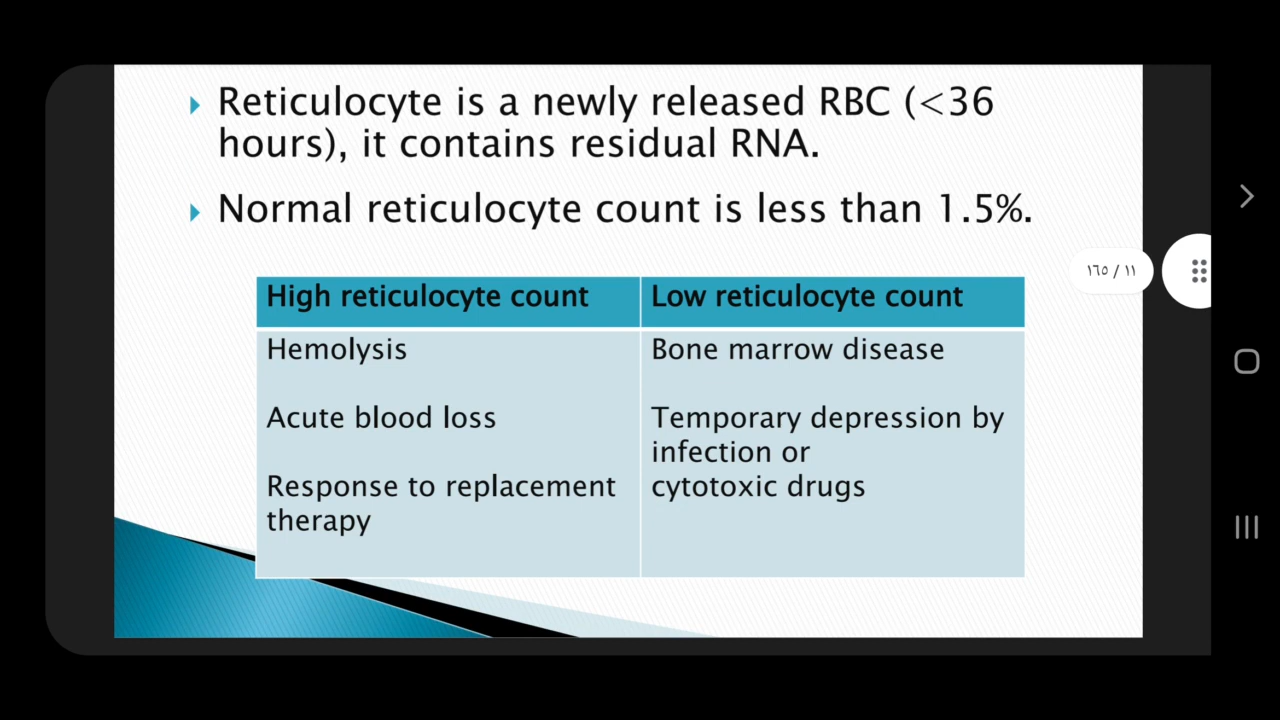 Reticulocyte is a newly released RBC (<36
hours), it contains residual RNA.
Normal reticulocyte count is less than 1.5%.
١٦٥ / ١١
High reticulocyte count
Low reticulocyte count
Hemolysis
Acute blood loss
Response to replacement
therapy
Bone marrow disease
Temporary depression by
infection or
cytotoxic drugs